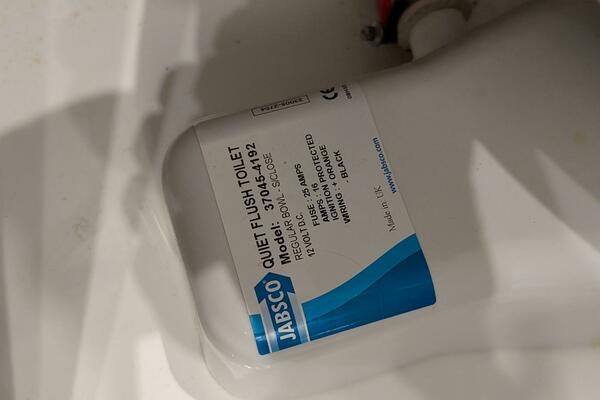 JABSCO
QUIET FLUSH TOILET
Model: 37045-4192
REGULAR BOWL - S/CLOSE
12 VOLT D.C. FUSE : 25 AMPS
AMPS : 16
IGNITION PROTECTED
WIRING : + ORANGE
- BLACK
CE
Made in UK
www.jabsco.com